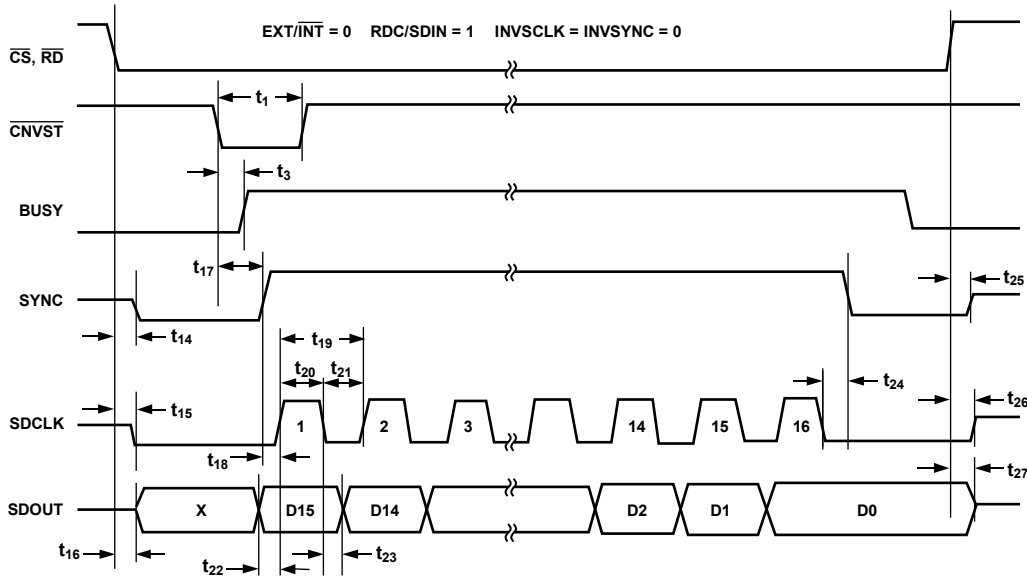 EXT/INT = 0 RDC/SDIN = 1 INVSCLK = INVSYNC = 0
CS, RD
t1
CNVST
t3
BUSY
t17
SYNC
t25
t14
t19
t20 t21
t24
t15
t26
SDCLK
1 2 3 14 15 16
t18
t27
SDOUT
X D15 D14 D2 D1 D0
t16
t22
t23